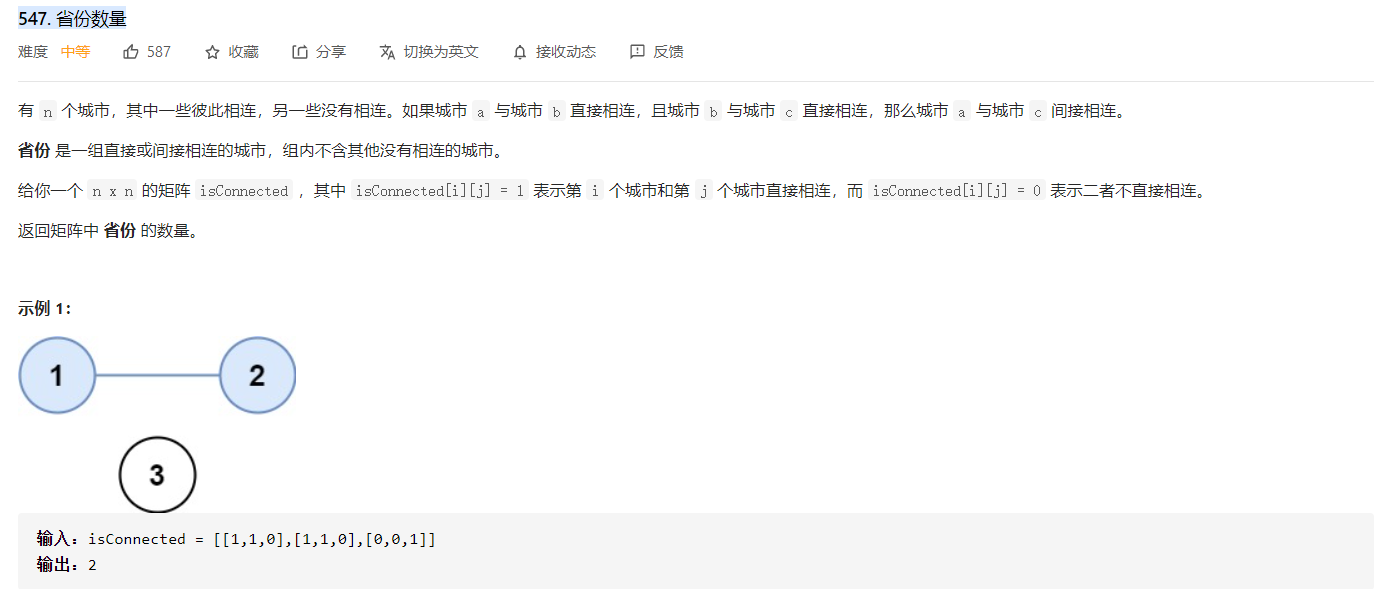 547. 省份数量
难度 中等 587 收藏 分享 切换为英文 接收动态 反馈
有 n 个城市，其中一些彼此相连，另一些没有相连。如果城市 a 与城市 b 直接相连，且城市 b 与城市 c 直接相连，那么城市 a 与城市 c 间接相连。
省份 是一组直接或间接相连的城市，组内不含其他没有相连的城市。
给你一个 n x n 的矩阵 isConnected ，其中 isConnected[i][j] = 1 表示第 i 个城市和第 j 个城市直接相连，而 isConnected[i][j] = 0 表示二者不直接相连。
返回矩阵中 省份 的数量。
示例 1：
1 2
3
输入：isConnected = [[1,1,0],[1,1,0],[0,0,1]]
输出：2